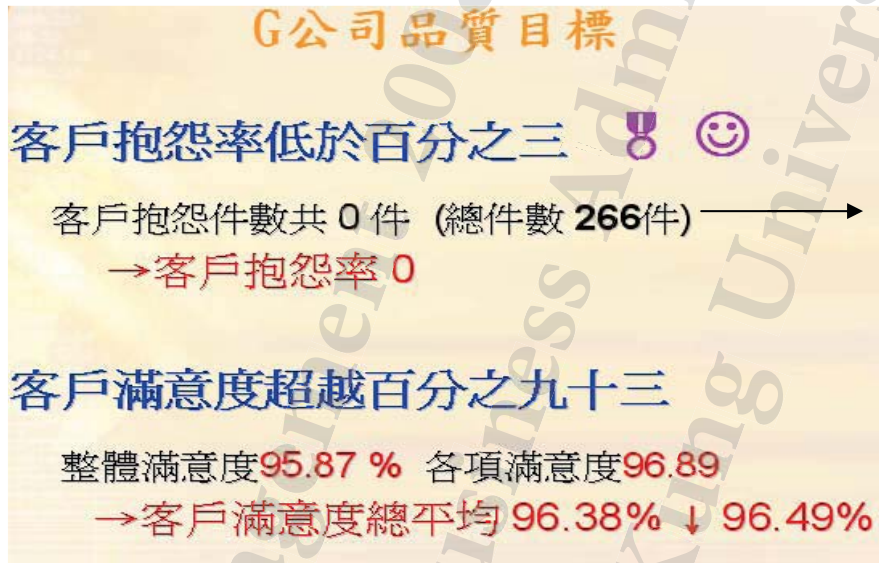 G公司品質目標
客戶抱怨率低於百分之三
客戶抱怨件數共 0 件 (總件數 266件)
→客戶抱怨率 0
客戶滿意度超越百分之九十三
整體滿意度95.87 % 各項滿意度96.89
→客戶滿意度總平均 96.38% ↓ 96.49%